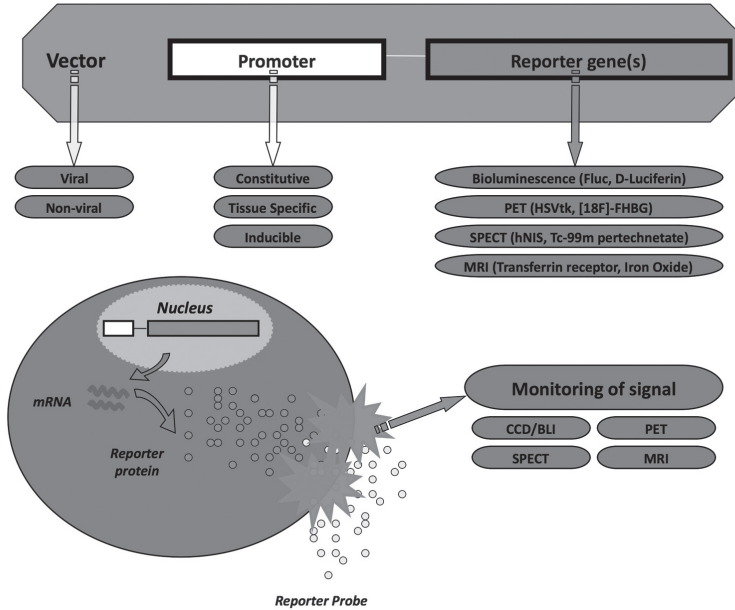 Vector
Promoter
Reporter gene(s)
Viral
Non-viral
Constitutive
Tissue Specific
Inducible
Bioluminescence (Fluc, D-Luciferin)
PET (HSVtk, [18F]-FHBG)
SPECT (hNIS, Tc-99m pertechnetate)
MRI (Transferrin receptor, Iron Oxide)
Nucleus
mRNA
Reporter
protein
Monitoring of signal
CCD/BLI
PET
SPECT
MRI
Reporter Probe